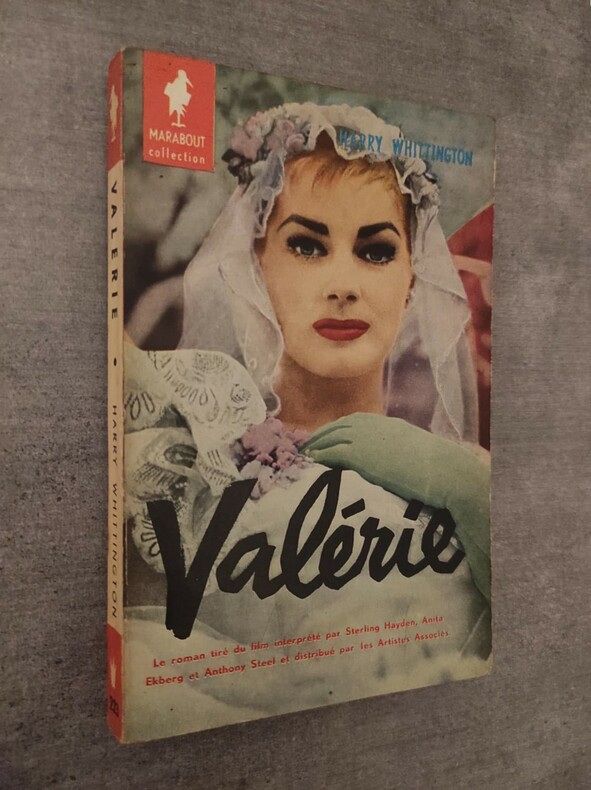 MARABOUT
collection
HARRY WHITTINGTON
Valérie
Le roman tiré du film interprété par Sterling Hayden, Anita
Ekberg et Anthony Steel et distribué par les Artistes Associés
VALERIE • HARRY WHITTINGTON